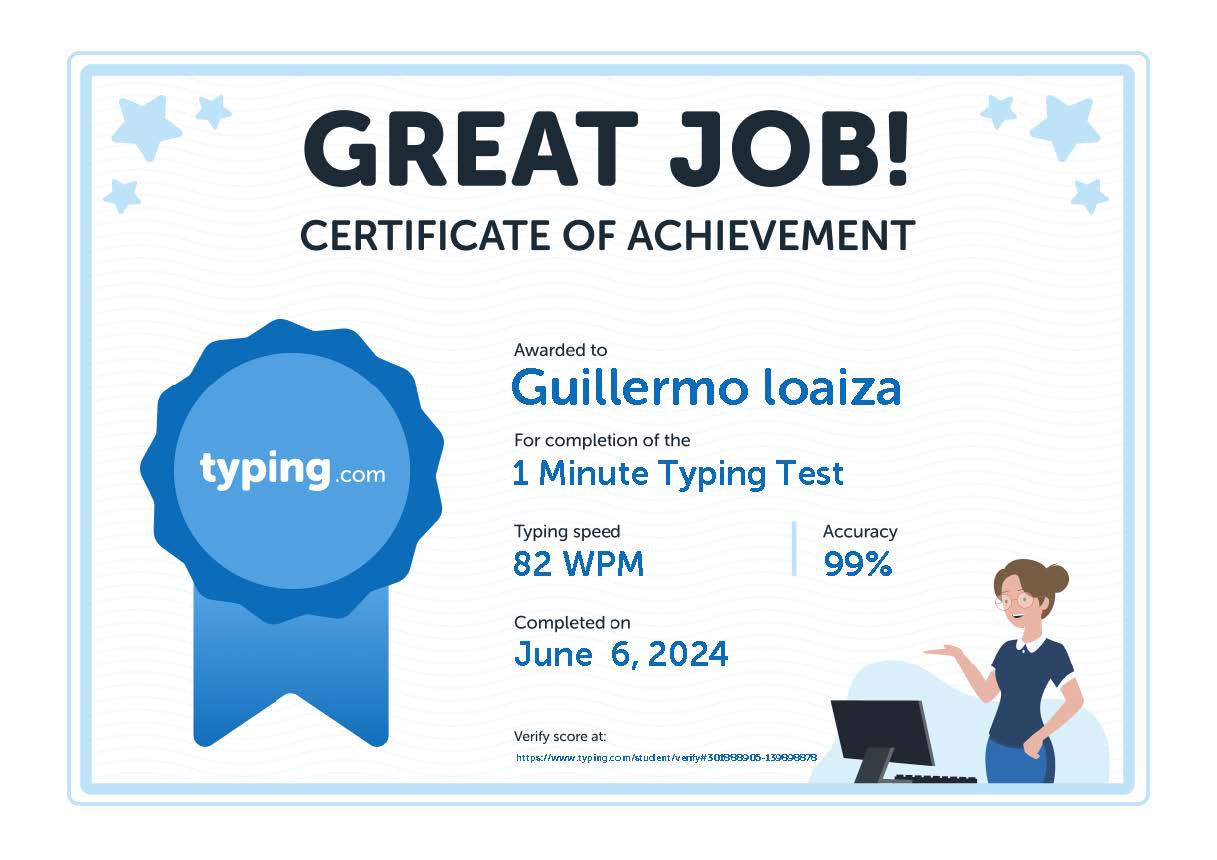 GREAT JOB!
CERTIFICATE OF ACHIEVEMENT
typing.com
Awarded to
Guillermo loaiza
For completion of the
1 Minute Typing Test
Typing speed
Accuracy
82 WPM
99%
Completed on
June 6, 2024
Verify score at:
https://www.typing.com/student/verify#301888905-139898878